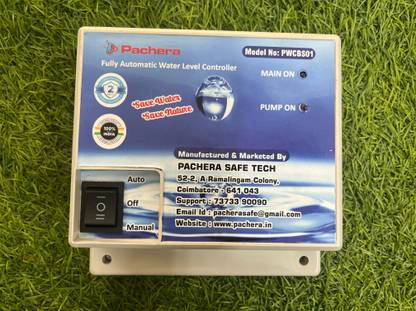 Pachera
Model No: PWCBS01
Fully Automatic Water Level Controller
MAIN ON
2
Save Water
Save Nature
PUMP ON
100%
INDIA
Manufactured & Marketed By
PACHERA SAFE TECH
52-2, A Ramalingam Colony,
Coimbatore - 641,043
Support : 73733 90090
Email Id : pacherasafe@gmail.com
Website : www.pachera.in
Auto
Off
Manual